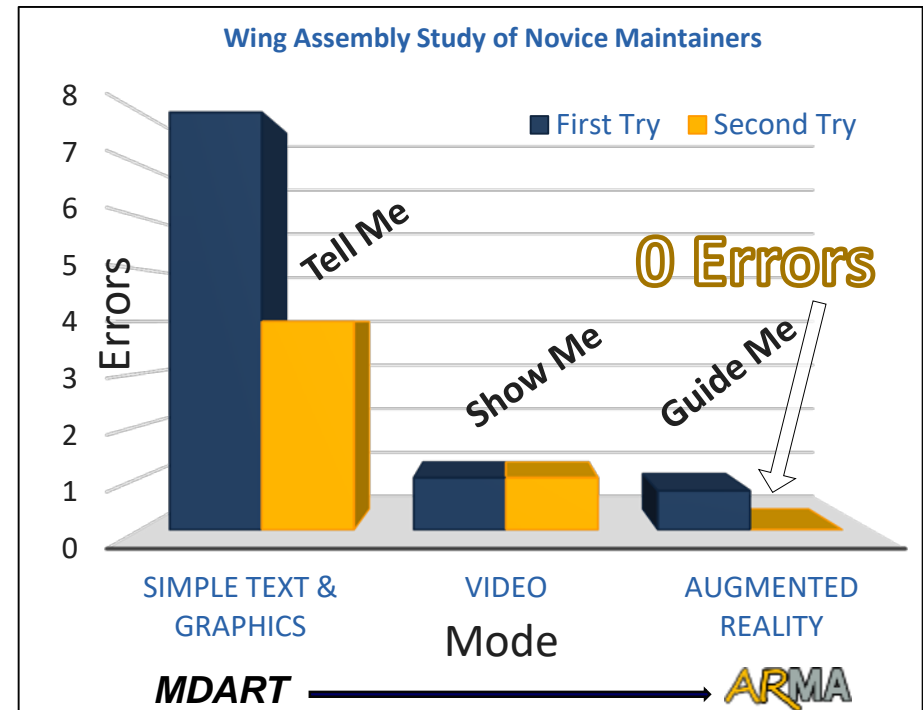 Wing Assembly Study of Novice Maintainers
8
First Try Second Try
7
6
Tell Me
0 Errors
5
4
Errors
3
Show Me
Guide Me
2
1
0
SIMPLE TEXT & GRAPHICS
VIDEO
AUGMENTED REALITY
Mode
MDART
ARMA